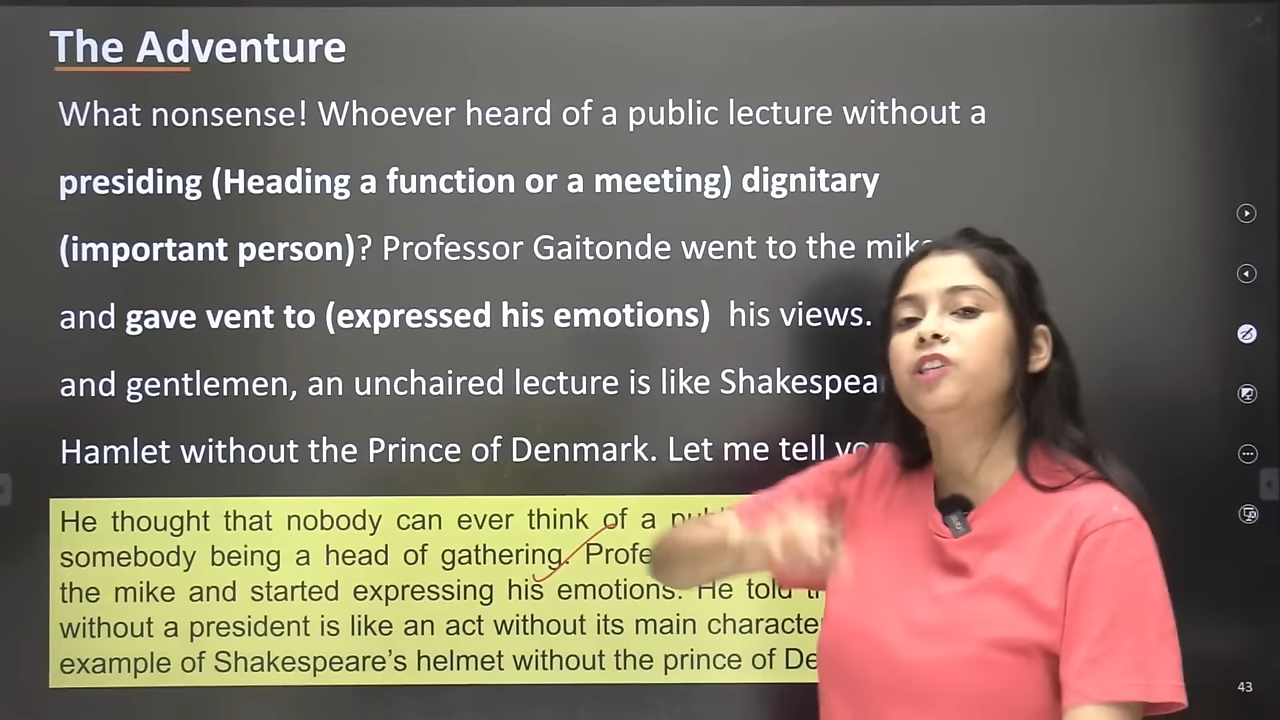 The Adventure
What nonsense! Whoever heard of a public lecture without a
presiding (Heading a function or a meeting) dignitary
(important person)? Professor Gaitonde went to the
and gave vent to (expressed his emotions) his views.
and gentlemen, an unchaired lecture is like
Hamlet without the Prince of Denmark. Let me tell
He thought that nobody can ever think of a
somebody being a head of gathering.
the mike and started expressing his emotions. He told
without a president is like an act without its main
example of Shakespeare's helmet without the prince of
43